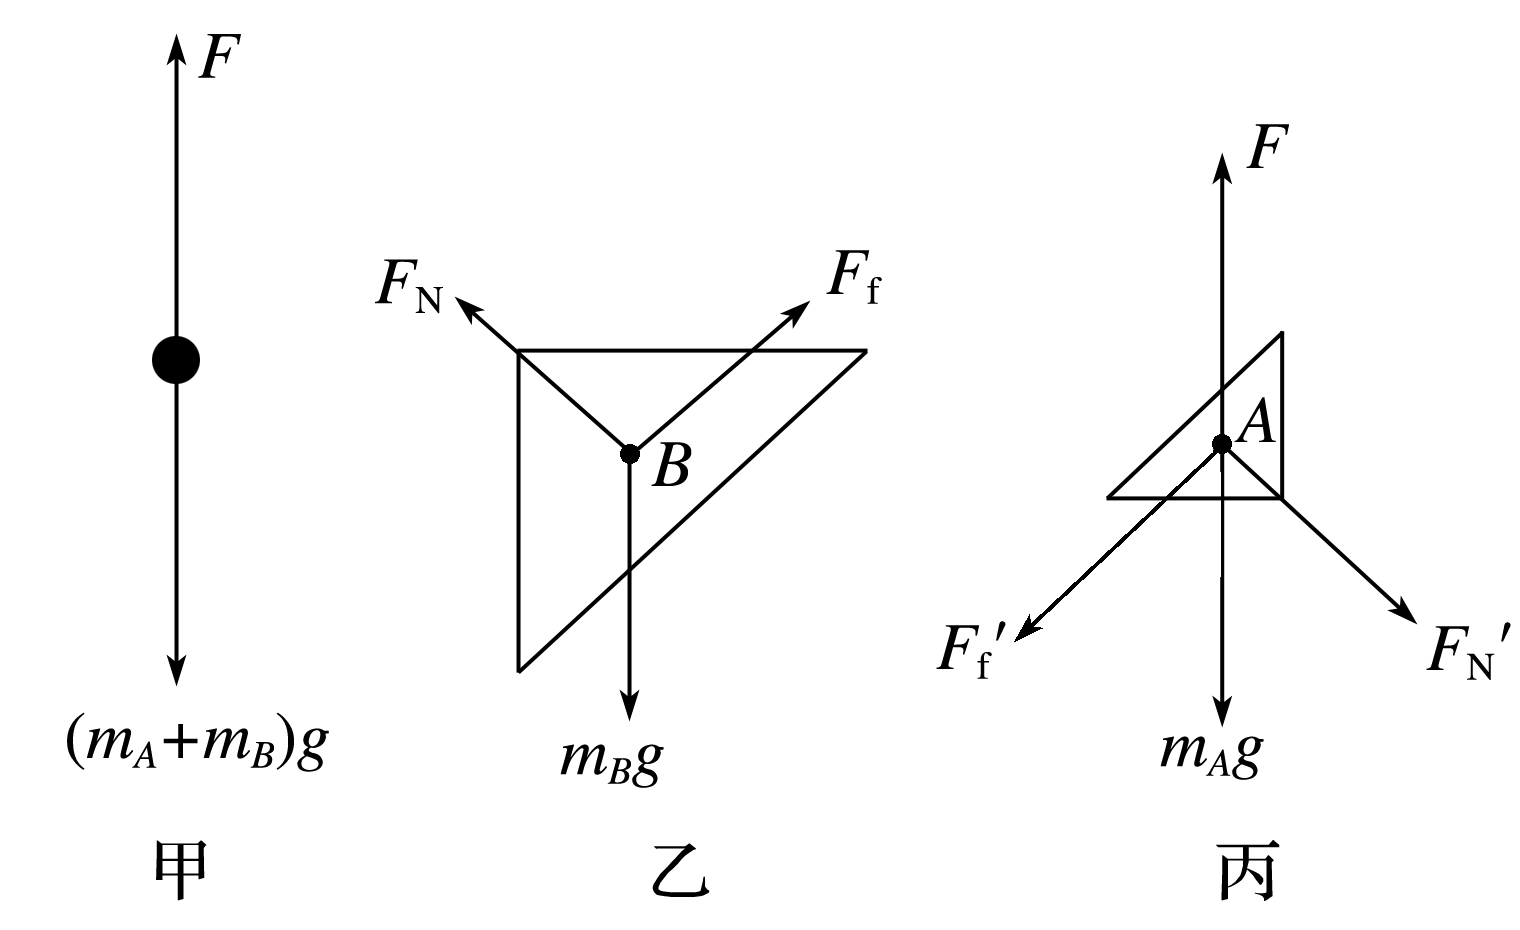 F
(m_A+m_B)g
甲
F_N
F_f
B
m_Bg
乙
F
A
F_f′
F_N′
m_Ag
丙